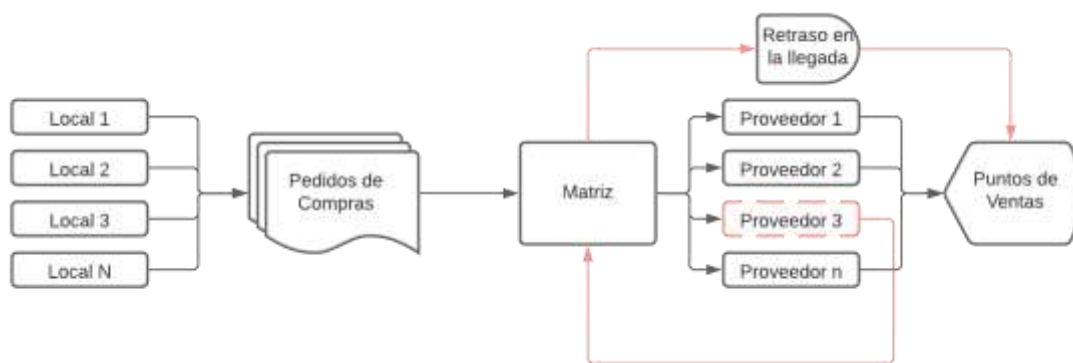 Retraso en
la llegada
Local 1
Local 2
Local 3
Local N
Pedidos de
Compras
Matriz
Proveedor 1
Proveedor 2
Proveedor 3
Proveedor n
Puntos de
Ventas